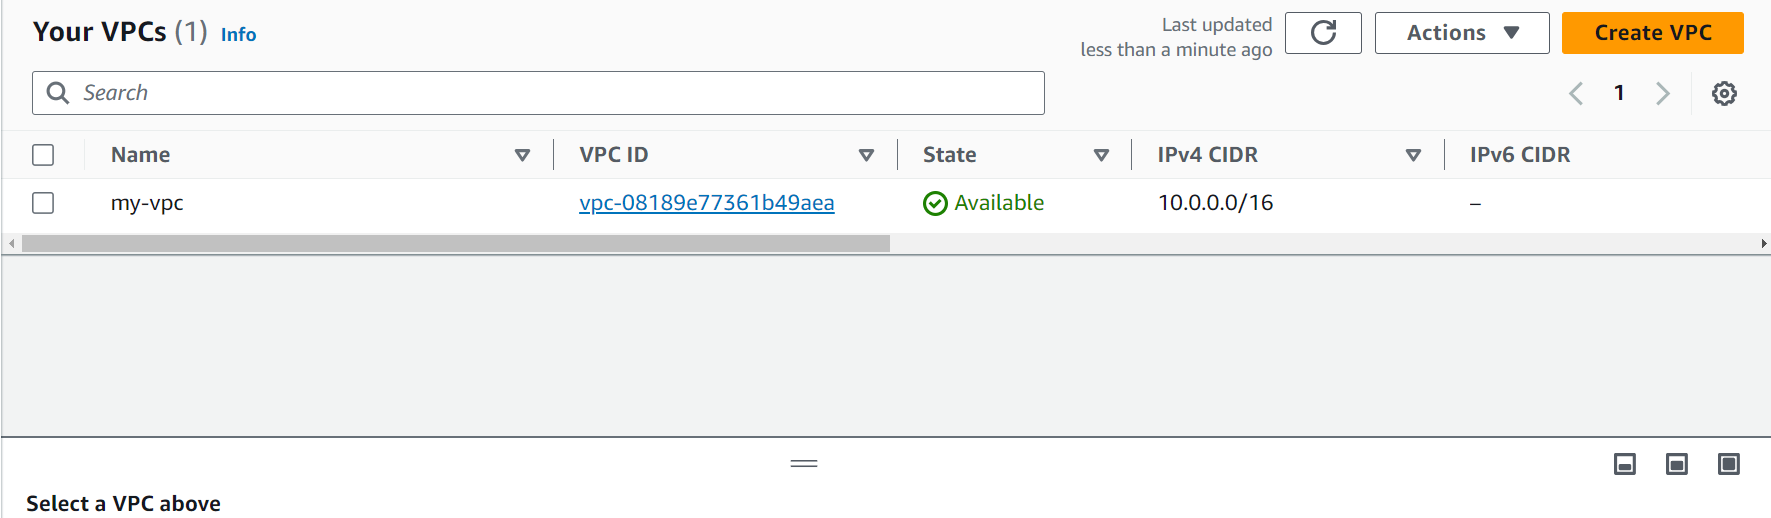 Your VPCs (1) Info
Last updated
less than a minute ago
Actions
Create VPC
Search
1
Name VPC ID State IPv4 CIDR IPv6 CIDR
my-vpc vpc-08189e77361b49aea Available 10.0.0.0/16 –
Select a VPC above